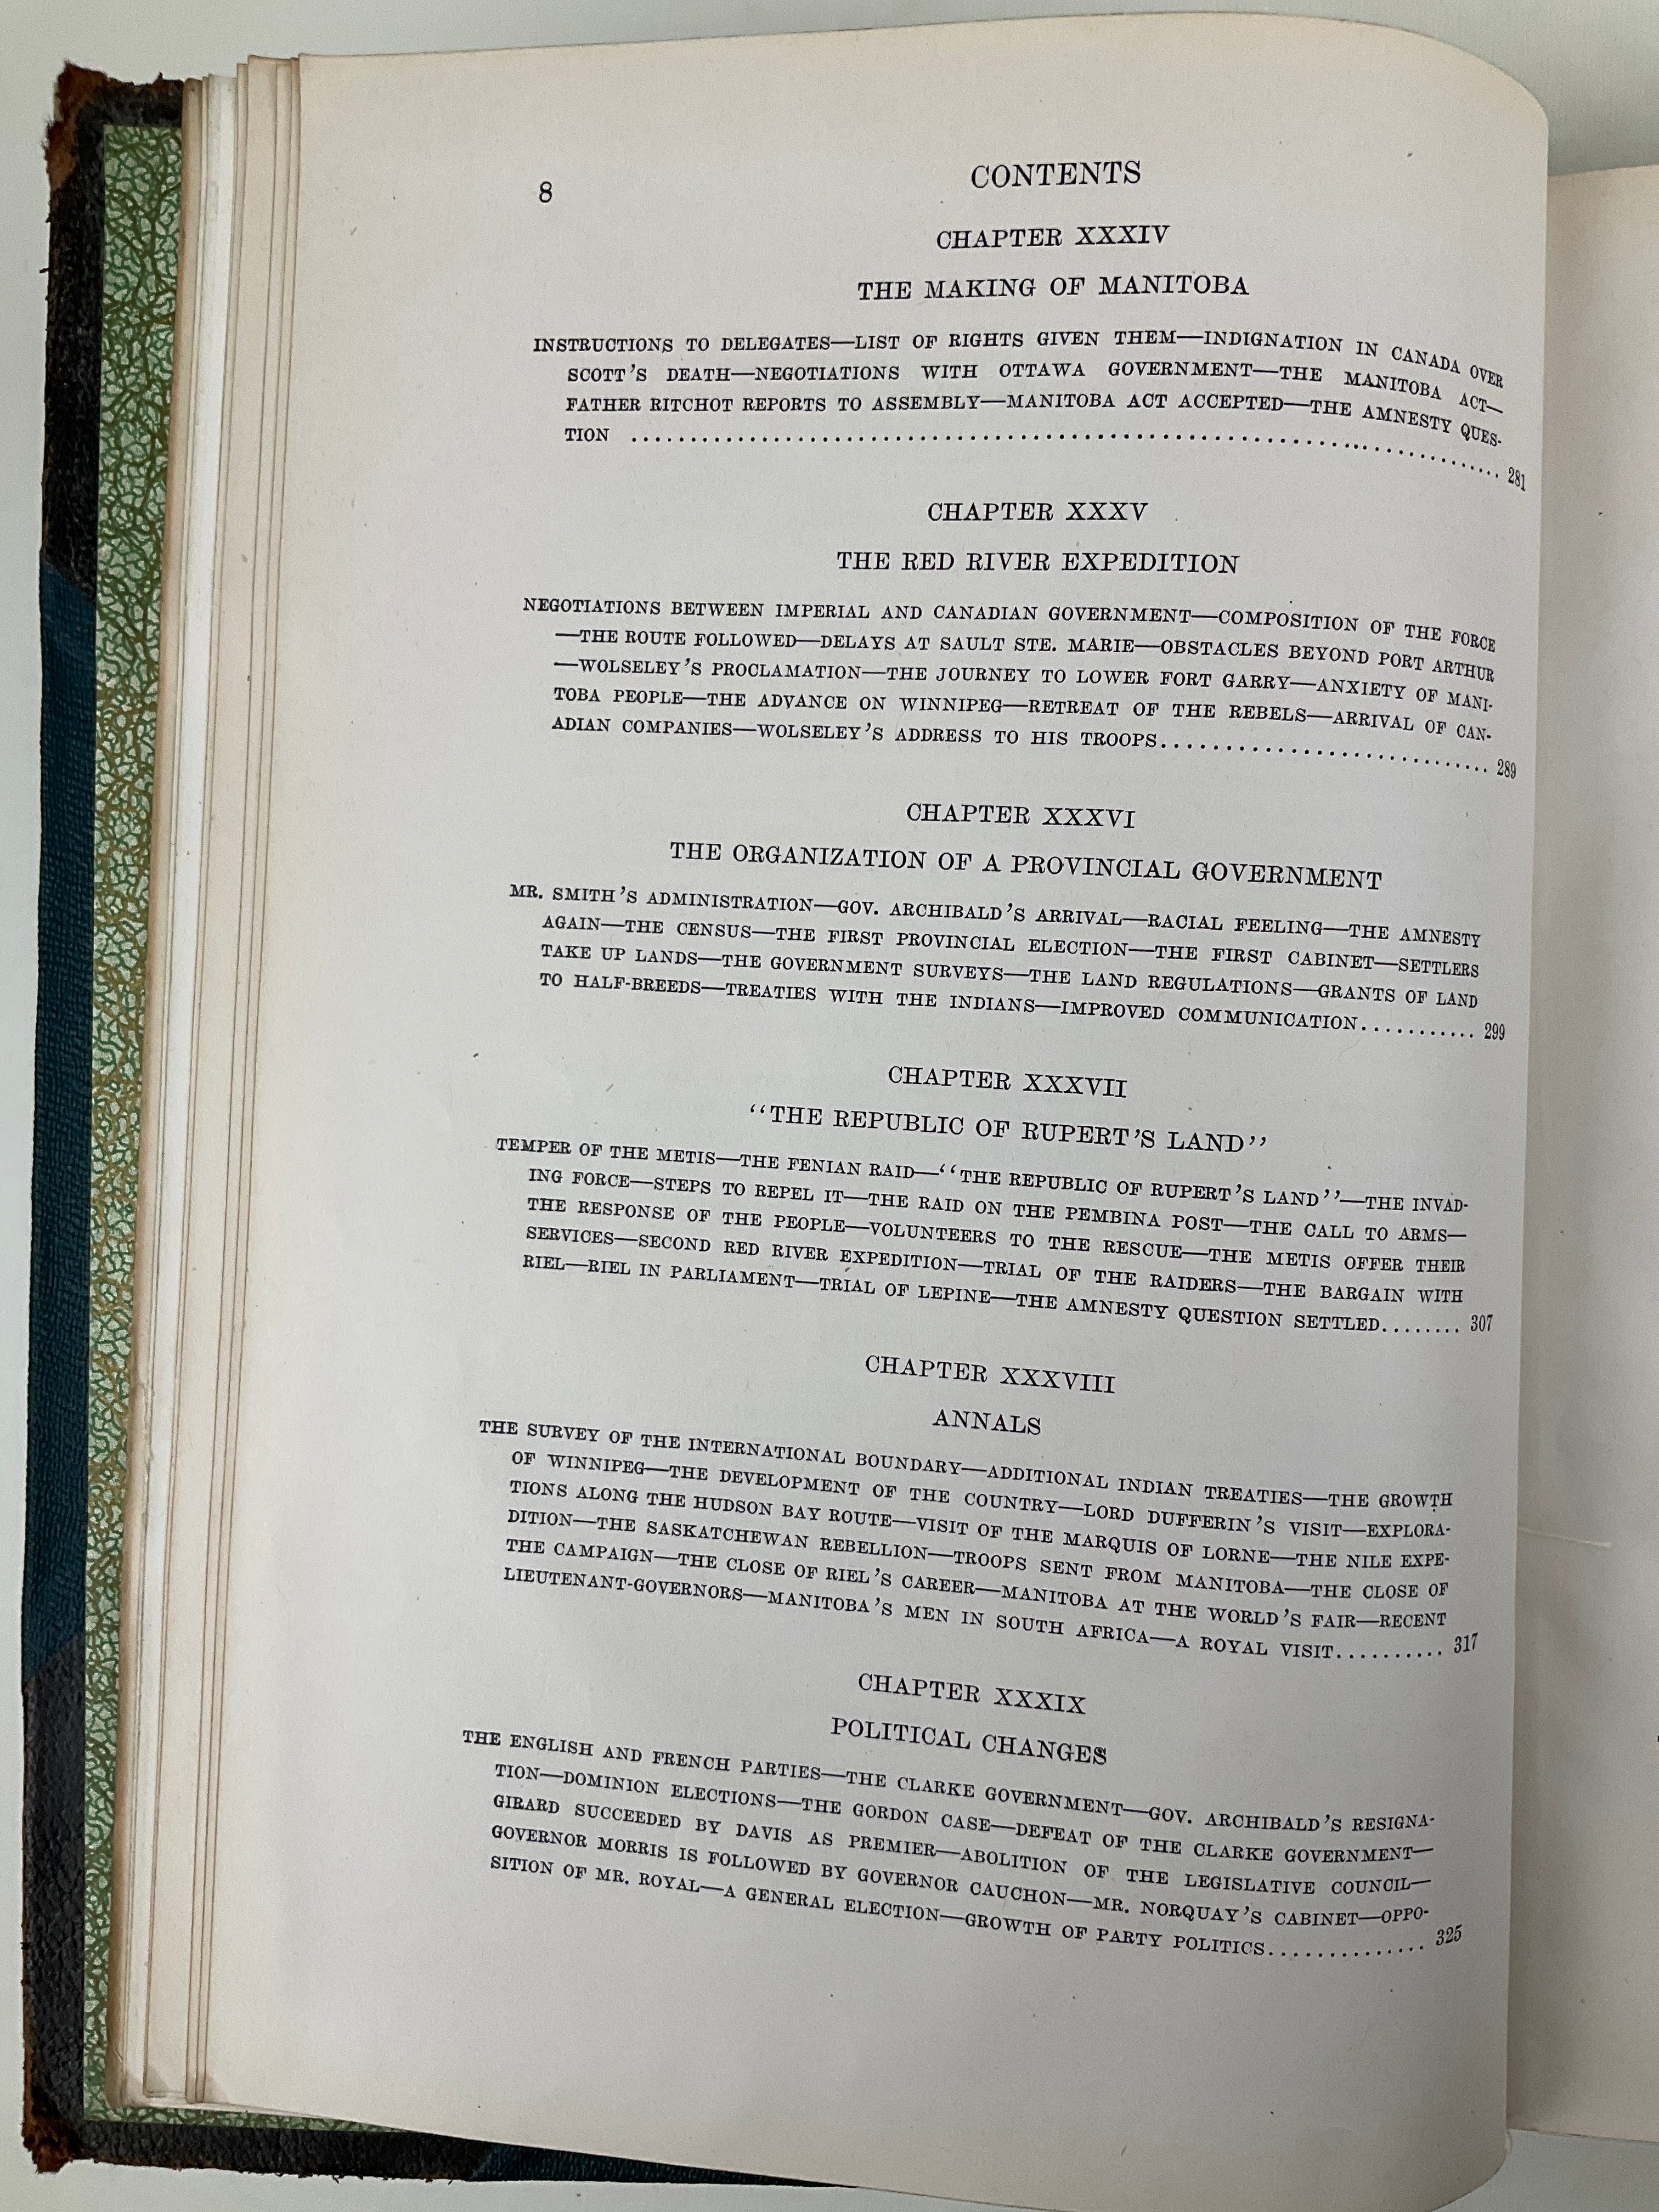 8
CONTENTS
CHAPTER XXXIV
THE MAKING OF MANITOBA
INSTRUCTIONS TO DELEGATES—LIST OF RIGHTS GIVEN THEM—INDIGNATION IN CANADA OVER
SCOTT'S DEATH—NEGOTIATIONS WITH OTTAWA GOVERNMENT—THE MANITOBA ACT—
FATHER RITCHOT REPORTS TO ASSEMBLY—MANITOBA ACT ACCEPTED—THE AMNESTY QUES-
TION ........................................................................ 281
CHAPTER XXXV
THE RED RIVER EXPEDITION
NEGOTIATIONS BETWEEN IMPERIAL AND CANADIAN GOVERNMENT—COMPOSITION OF THE FORCE
—THE ROUTE FOLLOWED—DELAYS AT SAULT STE. MARIE—OBSTACLES BEYOND PORT ARTHUR
—WOLSELEY'S PROCLAMATION—THE JOURNEY TO LOWER FORT GARRY—ANXIETY OF MANI-
TOBA PEOPLE—THE ADVANCE ON WINNIPEG—RETREAT OF THE REBELS—ARRIVAL OF CAN-
ADIAN COMPANIES—WOLSELEY'S ADDRESS TO HIS TROOPS............................ 289
CHAPTER XXXVI
THE ORGANIZATION OF A PROVINCIAL GOVERNMENT
MR. SMITH'S ADMINISTRATION—GOV. ARCHIBALD'S ARRIVAL—RACIAL FEELING—THE AMNESTY
AGAIN—THE CENSUS—THE FIRST PROVINCIAL ELECTION—THE FIRST CABINET—SETTLERS
TAKE UP LANDS—THE GOVERNMENT SURVEYS—THE LAND REGULATIONS—GRANTS OF LAND
TO HALF-BREEDS—TREATIES WITH THE INDIANS—IMPROVED COMMUNICATION........... 299
CHAPTER XXXVII
"THE REPUBLIC OF RUPERT'S LAND"
TEMPER OF THE METIS—THE FENIAN RAID—"THE REPUBLIC OF RUPERT'S LAND"—THE INVAD-
ING FORCE—STEPS TO REPEL IT—THE RAID ON THE PEMBINA POST—THE CALL TO ARMS—
THE RESPONSE OF THE PEOPLE—VOLUNTEERS TO THE RESCUE—THE METIS OFFER THEIR
SERVICES—SECOND RED RIVER EXPEDITION—TRIAL OF THE RAIDERS—THE BARGAIN WITH
RIEL—RIEL IN PARLIAMENT—TRIAL OF LEPINE—THE AMNESTY QUESTION SETTLED........ 307
CHAPTER XXXVIII
ANNALS
THE SURVEY OF THE INTERNATIONAL BOUNDARY—ADDITIONAL INDIAN TREATIES—THE GROWTH
OF WINNIPEG—THE DEVELOPMENT OF THE COUNTRY—LORD DUFFERIN'S VISIT—EXPLORA-
TIONS ALONG THE HUDSON BAY ROUTE—VISIT OF THE MARQUIS OF LORNE—THE NILE EXPE-
DITION—THE SASKATCHEWAN REBELLION—TROOPS SENT FROM MANITOBA—THE CLOSE OF
THE CAMPAIGN—THE CLOSE OF RIEL'S CAREER—MANITOBA AT THE WORLD'S FAIR—RECENT
LIEUTENANT-GOVERNORS—MANITOBA'S MEN IN SOUTH AFRICA—A ROYAL VISIT.......... 317
CHAPTER XXXIX
POLITICAL CHANGES
THE ENGLISH AND FRENCH PARTIES—THE CLARKE GOVERNMENT—GOV. ARCHIBALD'S RESIGNA-
TION—DOMINION ELECTIONS—THE GORDON CASE—DEFEAT OF THE CLARKE GOVERNMENT—
GIRARD SUCCEEDED BY DAVIS AS PREMIER—ABOLITION OF THE LEGISLATIVE COUNCIL—
GOVERNOR MORRIS IS FOLLOWED BY GOVERNOR CAUCHON—MR. NORQUAY'S CABINET—OPPO-
SITION OF MR. ROYAL—A GENERAL ELECTION—GROWTH OF PARTY POLITICS.............. 325